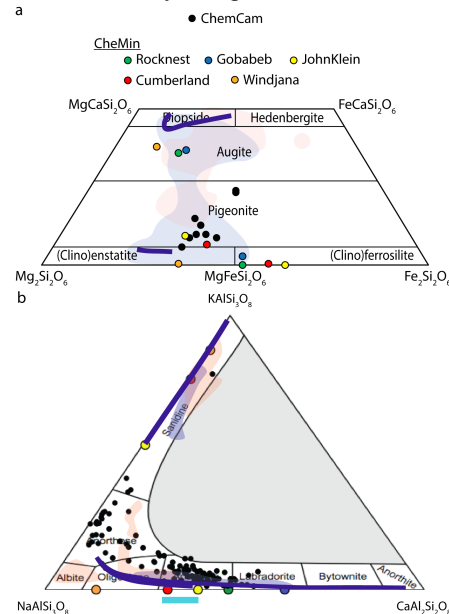 a
ChemCam
CheMin
Rocknest Gobabeb JohnKlein
Cumberland Windjana
MgCaSi₂O₆ FeCaSi₂O₆
Diopside Hedenbergite
Augite
Pigeonite
(Clino)enstatite (Clino)ferrosilite
Mg₂Si₂O₆ MgFeSi₂O₆ Fe₂Si₂O₆
b
KAlSi₃O₈
Sanidine
Albite Labradorite Bytownite Anorthite
NaAlSi₃O₈ CaAl₂Si₂O₈